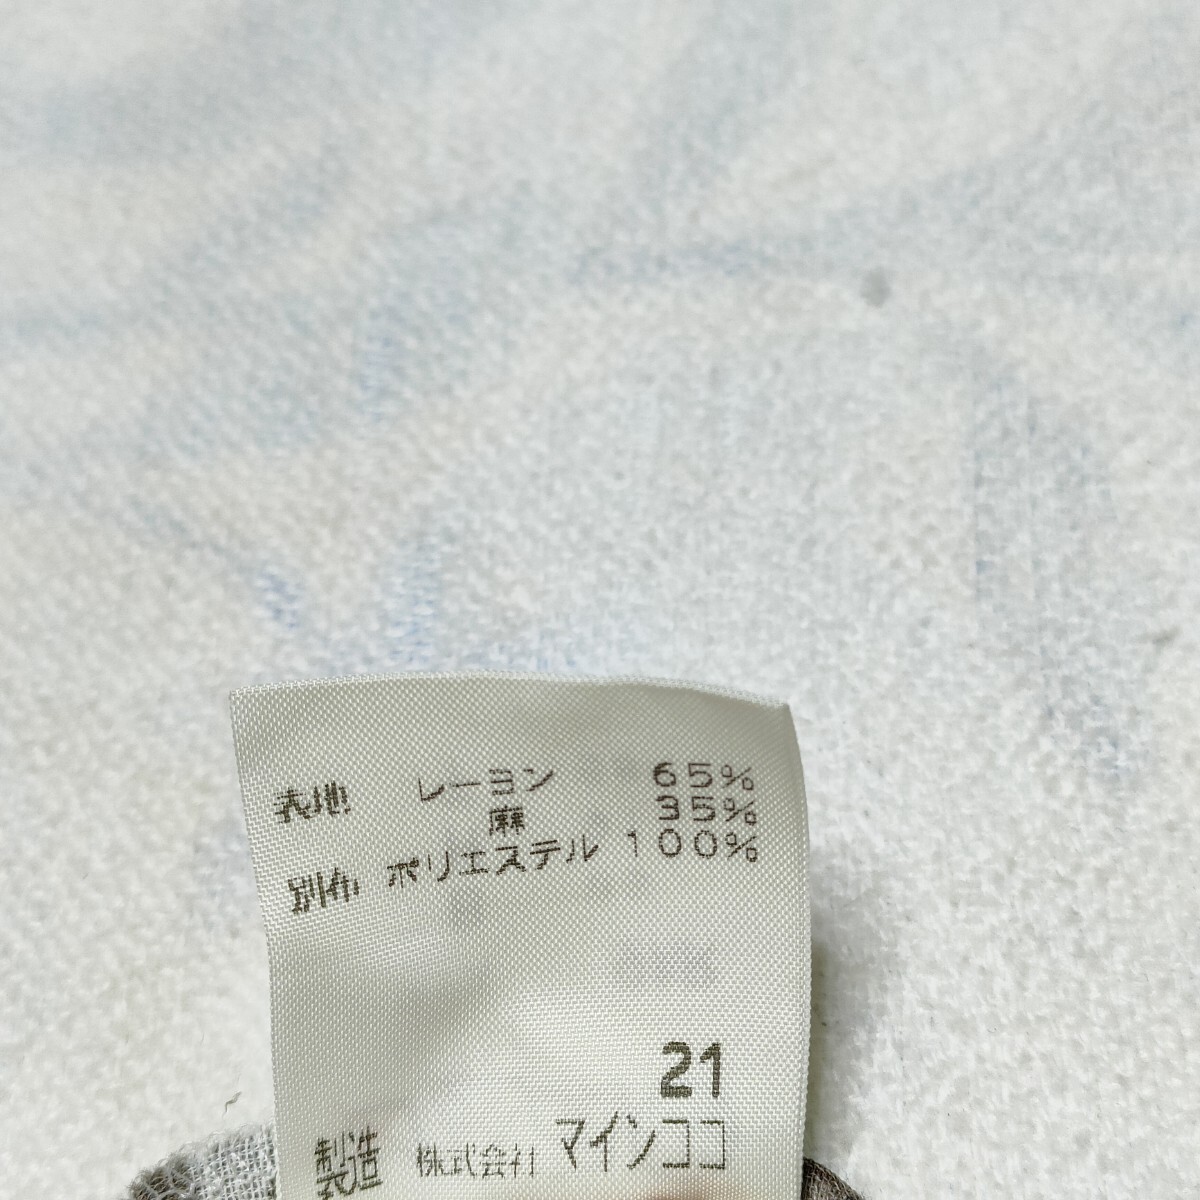 表地 レーヨン 65%
麻 35%
別布 ポリエステル 100%
21
製造 株式会社 マインココ